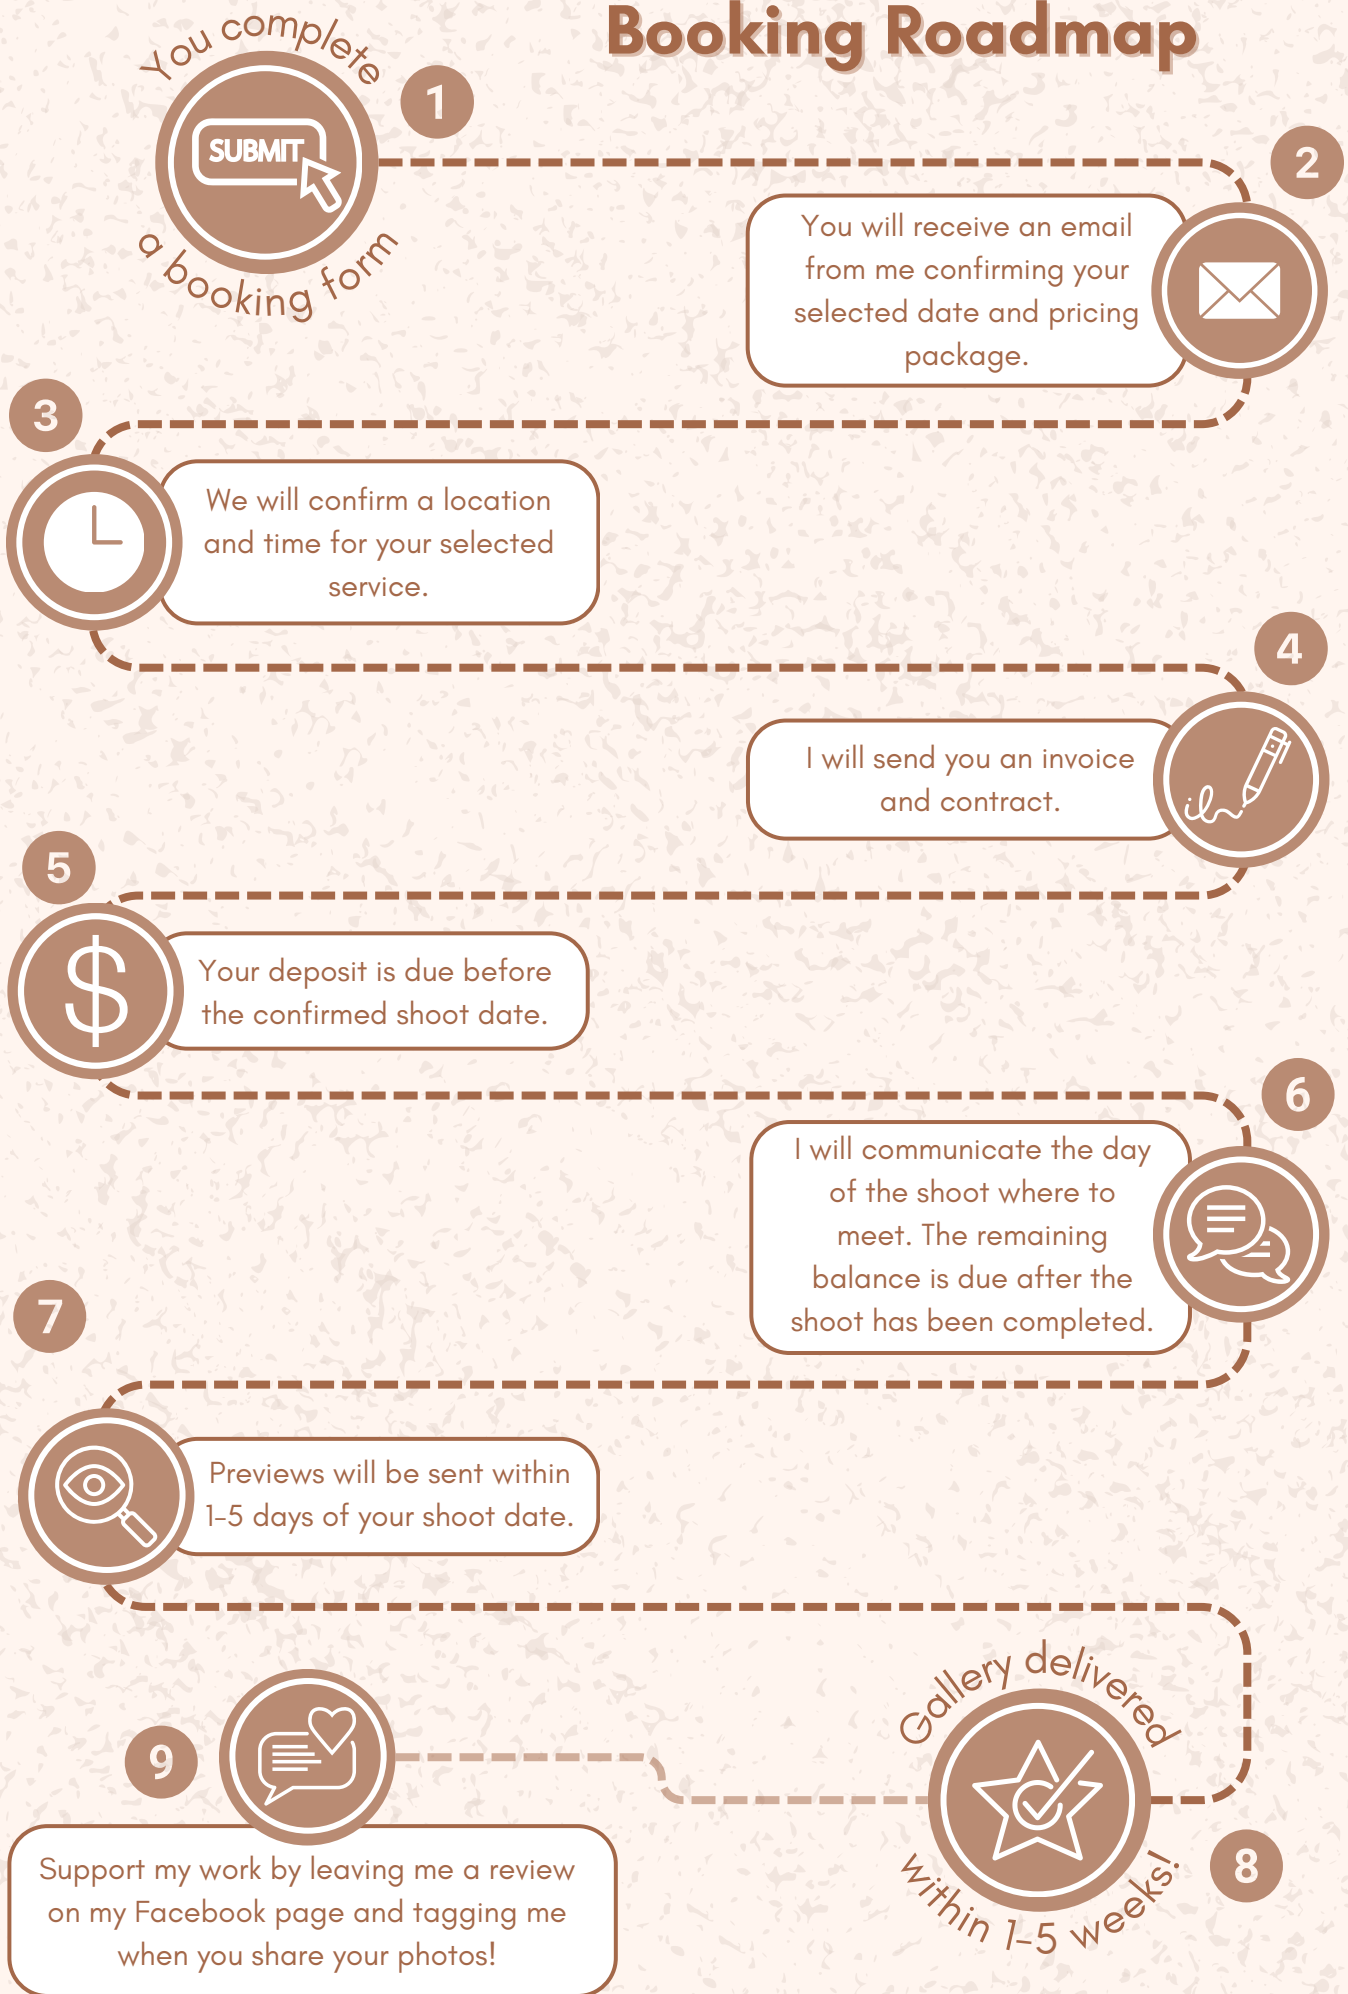 Booking Roadmap
You complete
SUBMIT
a booking form
1
2
You will receive an email
from me confirming your
selected date and pricing
package.
3
We will confirm a location
and time for your selected
service.
4
I will send you an invoice
and contract.
5
Your deposit is due before
the confirmed shoot date.
6
I will communicate the day
of the shoot where to
meet. The remaining
balance is due after the
shoot has been completed.
7
Previews will be sent within
1-5 days of your shoot date.
Gallery delivered
within 1-5 weeks!
8
9
Support my work by leaving me a review
on my Facebook page and tagging me
when you share your photos!